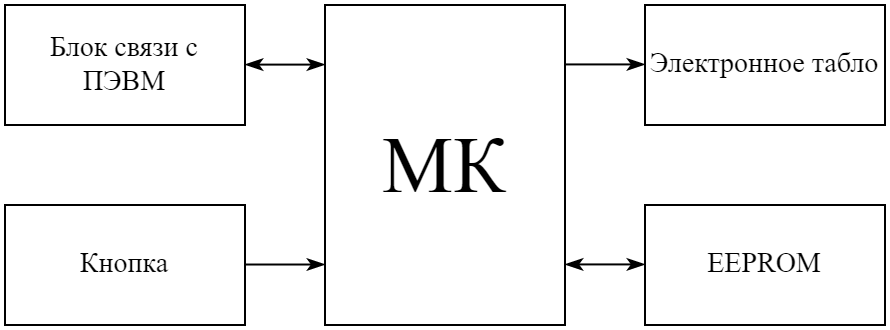 Блок связи с
ПЭВМ
МК
Электронное табло
Кнопка
EEPROM